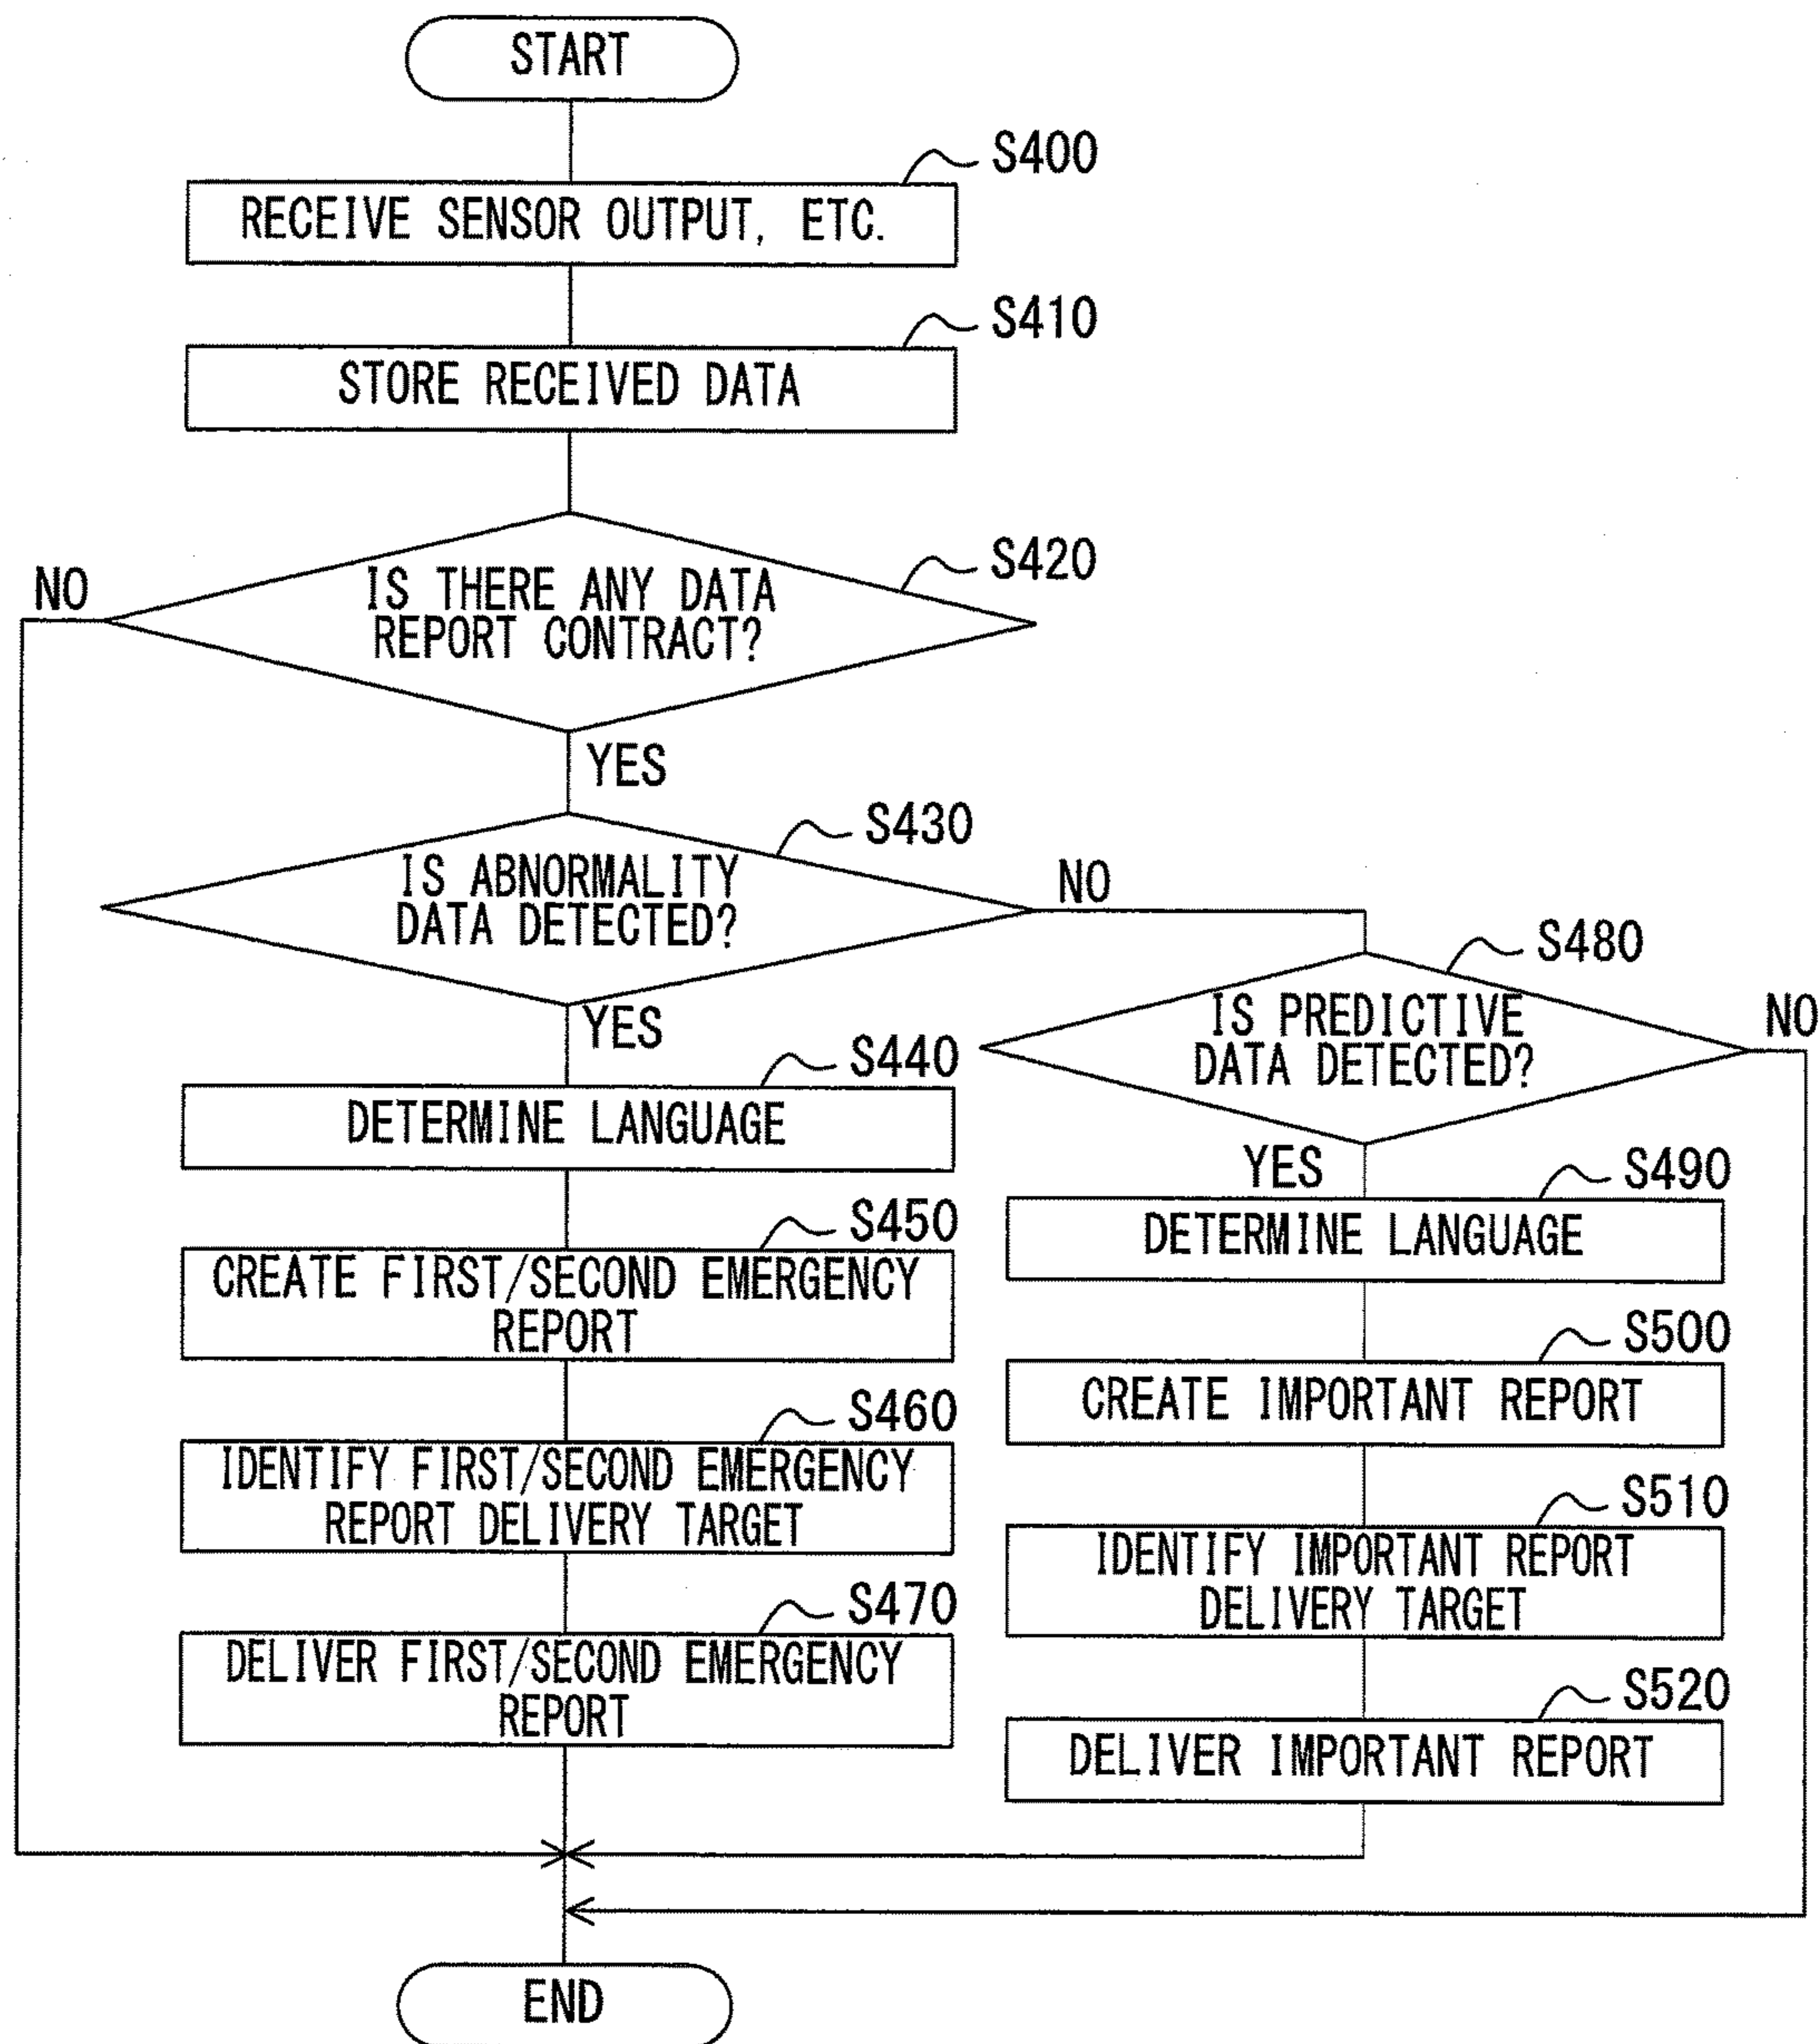 START
S400
RECEIVE SENSOR OUTPUT, ETC.
S410
STORE RECEIVED DATA
S420
NO
IS THERE ANY DATA
REPORT CONTRACT?
YES
S430
IS ABNORMALITY
DATA DETECTED?
NO
YES
S440
DETERMINE LANGUAGE
S450
CREATE FIRST/SECOND EMERGENCY
REPORT
S460
IDENTIFY FIRST/SECOND EMERGENCY
REPORT DELIVERY TARGET
S470
DELIVER FIRST/SECOND EMERGENCY
REPORT
S480
IS PREDICTIVE
DATA DETECTED?
NO
YES
S490
DETERMINE LANGUAGE
S500
CREATE IMPORTANT REPORT
S510
IDENTIFY IMPORTANT REPORT
DELIVERY TARGET
S520
DELIVER IMPORTANT REPORT
END